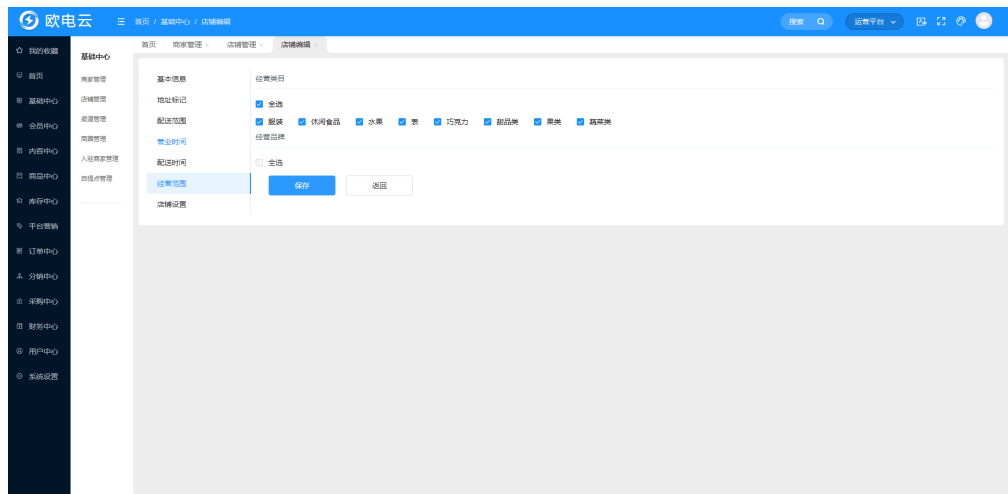 欧电云
首页 / 基础中心 / 店铺编辑
搜索
运营平台
我的收藏
首页
基础中心
会员中心
内容中心
商品中心
库存中心
平台营销
订单中心
分销中心
采购中心
财务中心
用户中心
系统设置
基础中心
商家管理
店铺管理
渠道管理
商圈管理
入驻商家管理
自提点管理
首页 商家管理 × 店铺管理 × 店铺编辑 ×
基本信息
地址标记
配送范围
营业时间
配送时间
经营范围
店铺设置
经营类目
全选
服装 休闲食品 水果 表 巧克力 甜品类 果类 蔬菜类
经营品牌
全选
保存 返回